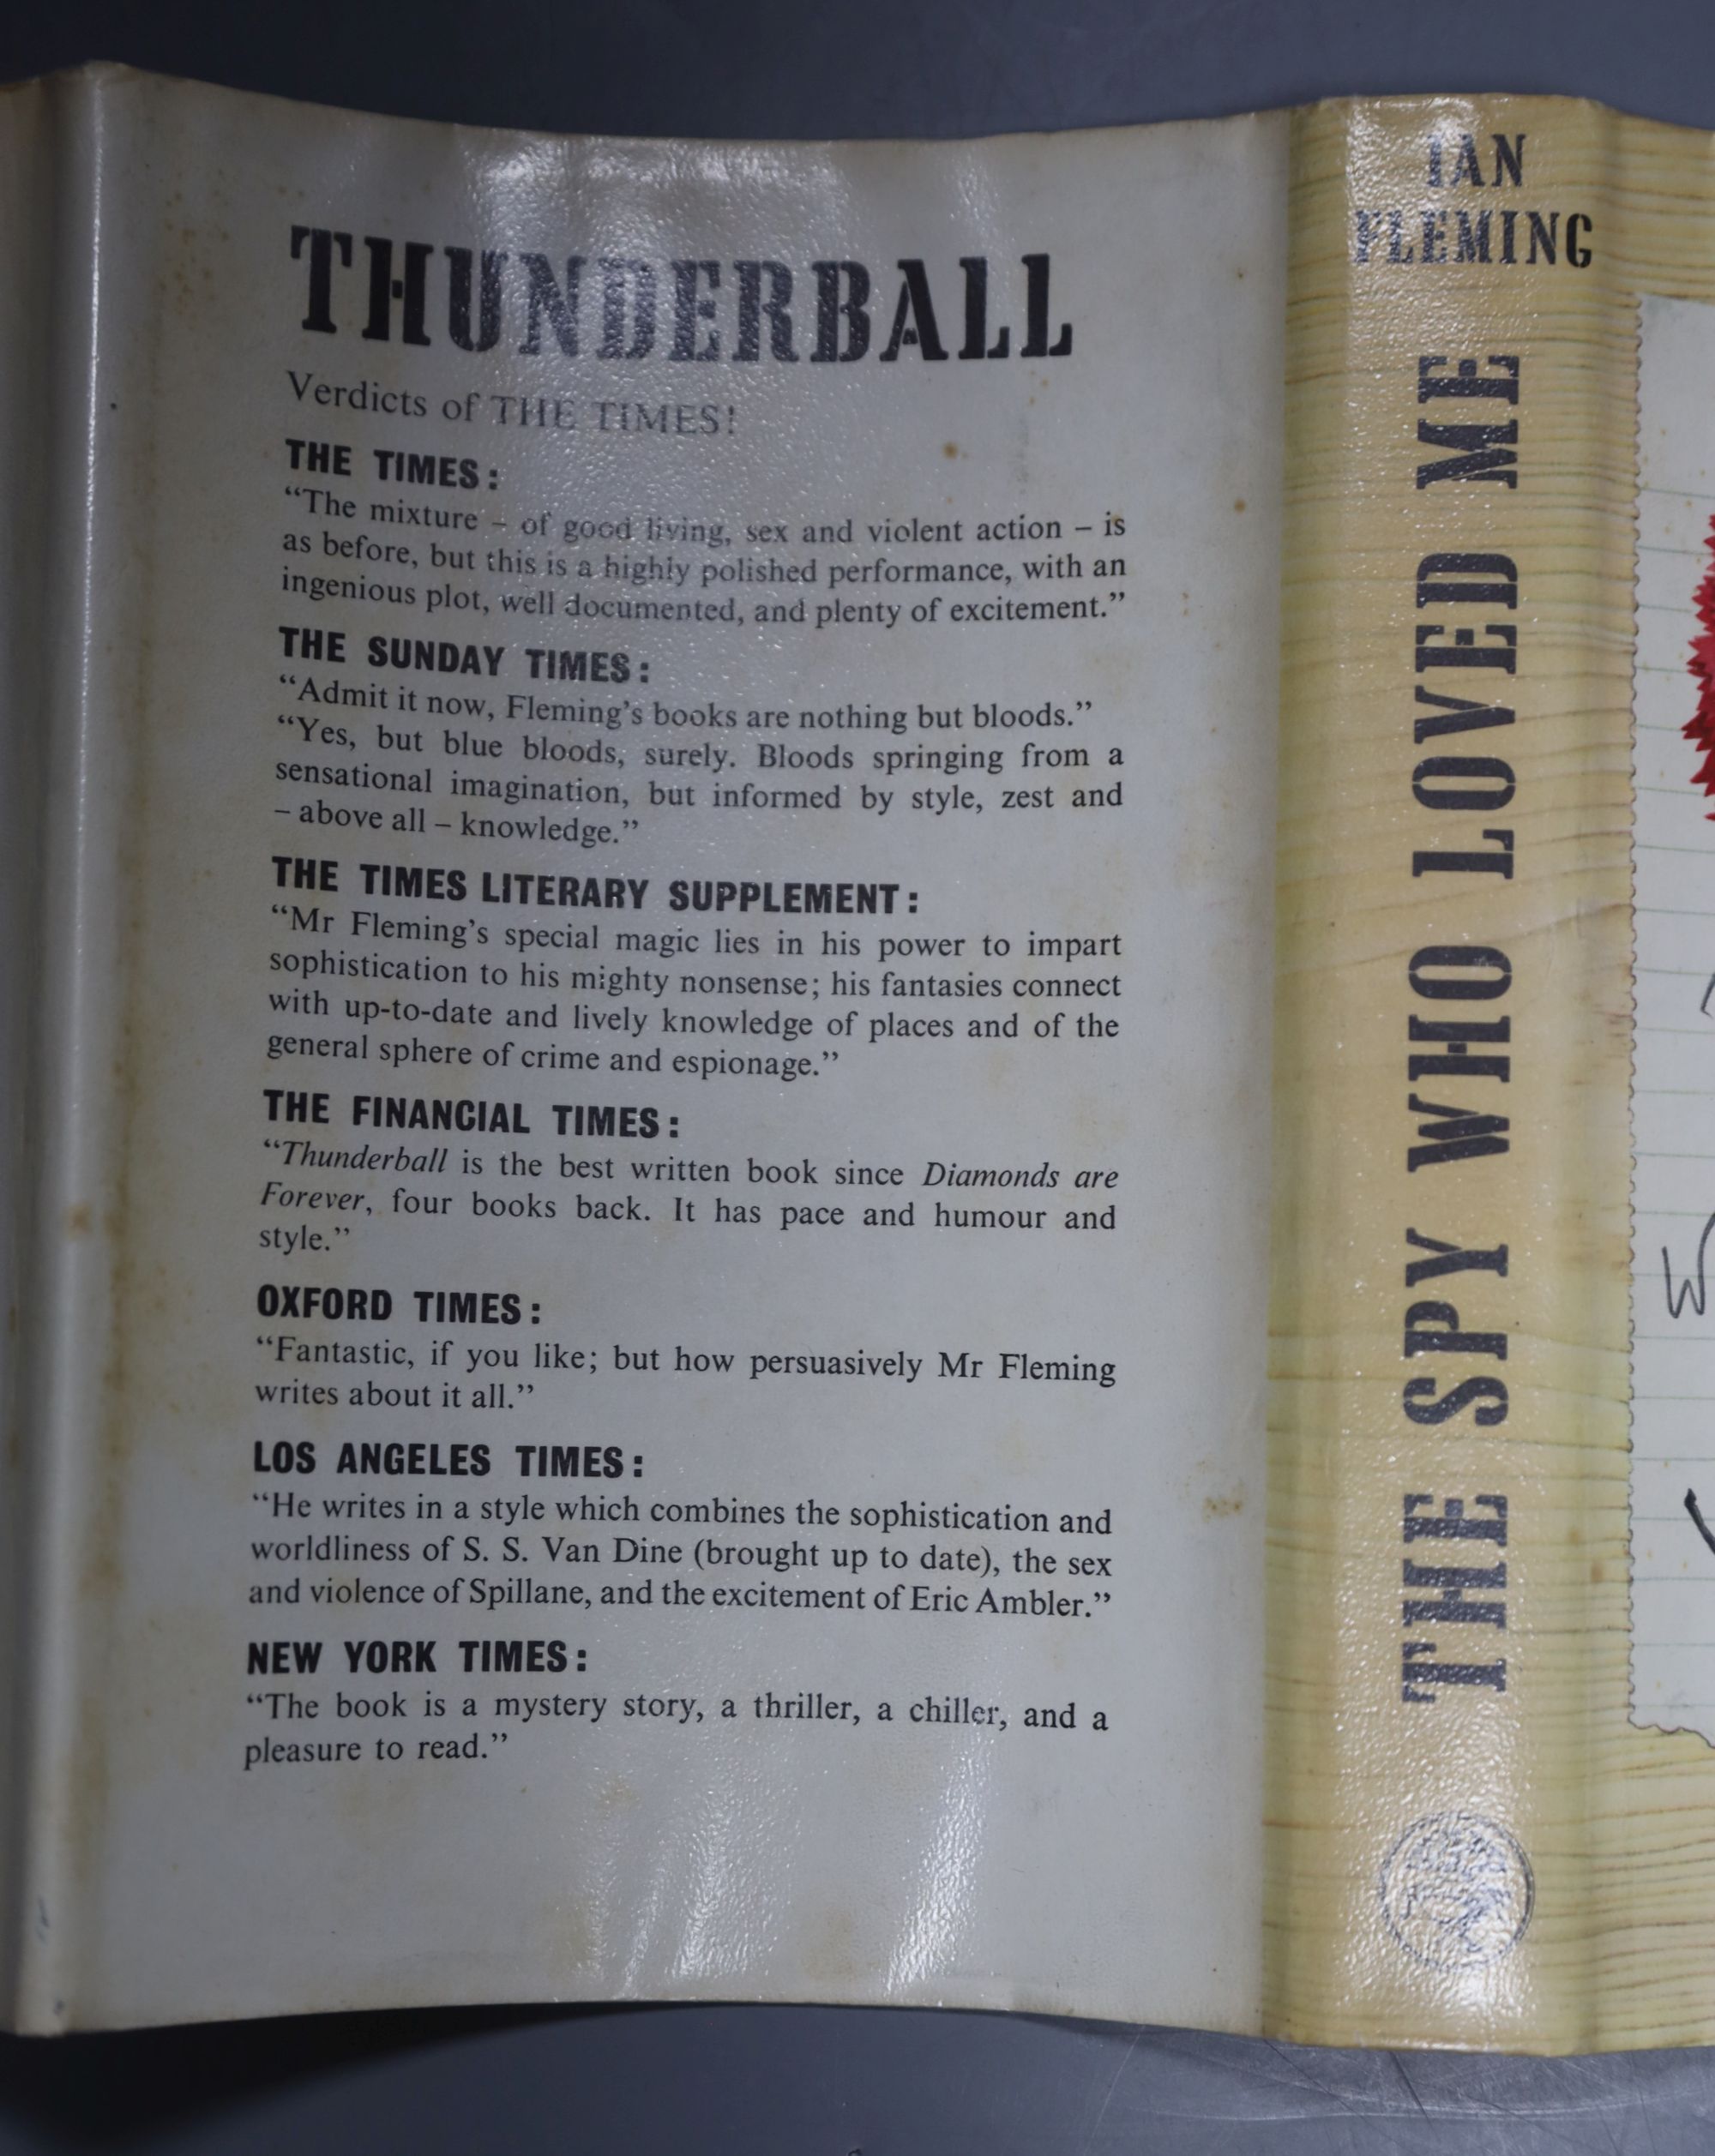 THUNDERBALL
Verdicts of THE TIMES!
THE TIMES:
“The mixture – of good living, sex and violent action – is
as before, but this is a highly polished performance, with an
ingenious plot, well documented, and plenty of excitement.”
THE SUNDAY TIMES:
“Admit it now, Fleming’s books are nothing but bloods.”
“Yes, but blue bloods, surely. Bloods springing from a
sensational imagination, but informed by style, zest and
– above all – knowledge.”
THE TIMES LITERARY SUPPLEMENT:
“Mr Fleming’s special magic lies in his power to impart
sophistication to his mighty nonsense; his fantasies connect
with up-to-date and lively knowledge of places and of the
general sphere of crime and espionage.”
THE FINANCIAL TIMES:
“Thunderball is the best written book since Diamonds are
Forever, four books back. It has pace and humour and
style.”
OXFORD TIMES:
“Fantastic, if you like; but how persuasively Mr Fleming
writes about it all.”
LOS ANGELES TIMES:
“He writes in a style which combines the sophistication and
worldliness of S. S. Van Dine (brought up to date), the sex
and violence of Spillane, and the excitement of Eric Ambler.”
NEW YORK TIMES:
“The book is a mystery story, a thriller, a chiller, and a
pleasure to read.”
IAN
FLEMING
THE SPY WHO LOVED ME